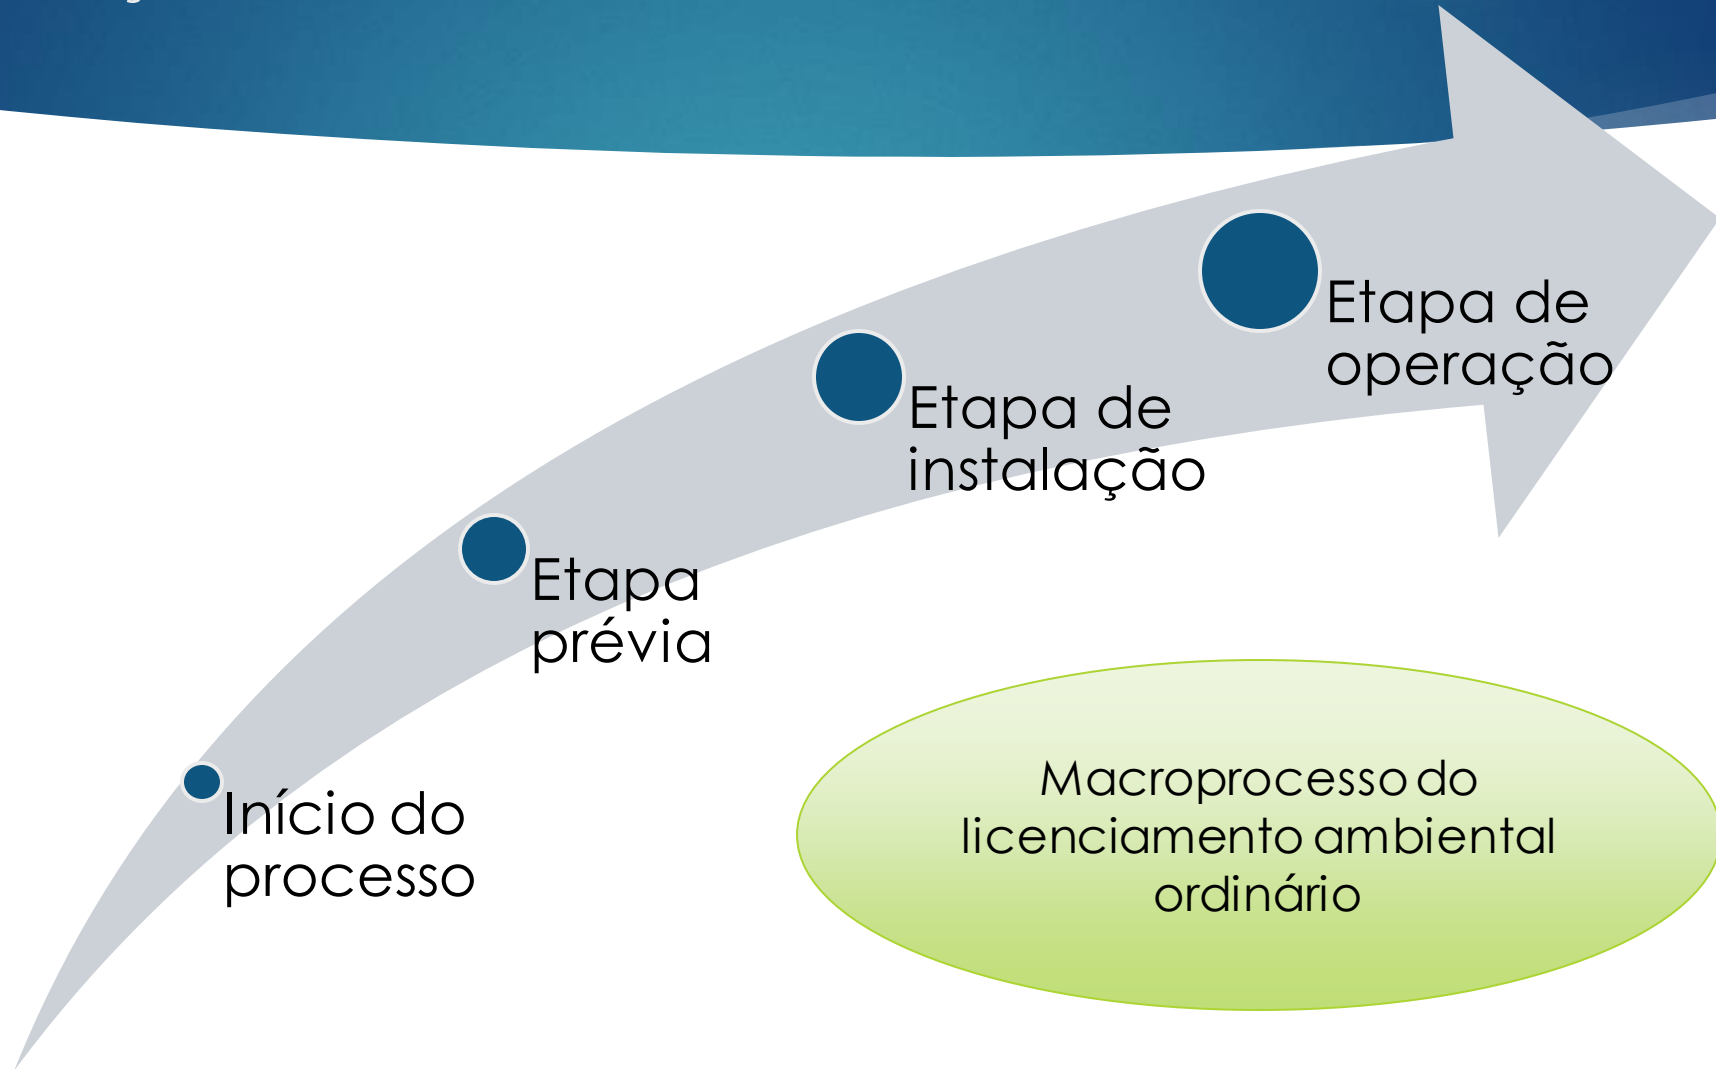 Início do
processo
Etapa
prévia
Etapa de
instalação
Etapa de
operação
Macroprocesso do
licenciamento ambiental
ordinário